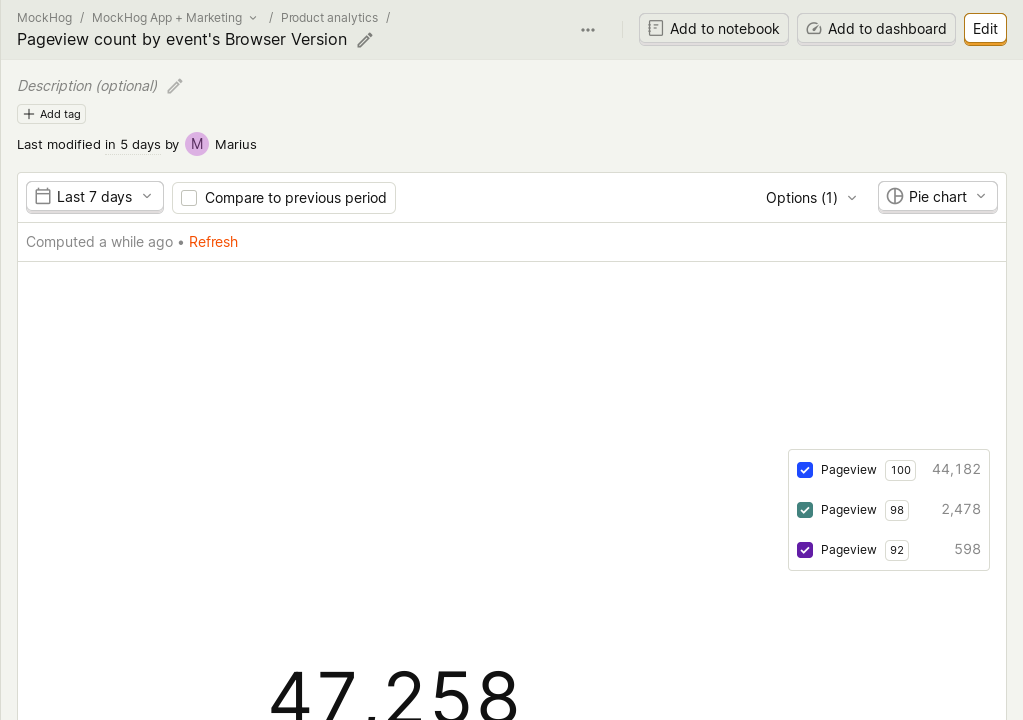 MockHog / MockHog App + Marketing / Product analytics /
Pageview count by event's Browser Version
Add to notebook
Add to dashboard
Edit
Description (optional)
Add tag
Last modified in 5 days by M Marius
Last 7 days
Compare to previous period
Options (1)
Pie chart
Computed a while ago • Refresh
Pageview 100 44,182
Pageview 98 2,478
Pageview 92 598
47,258